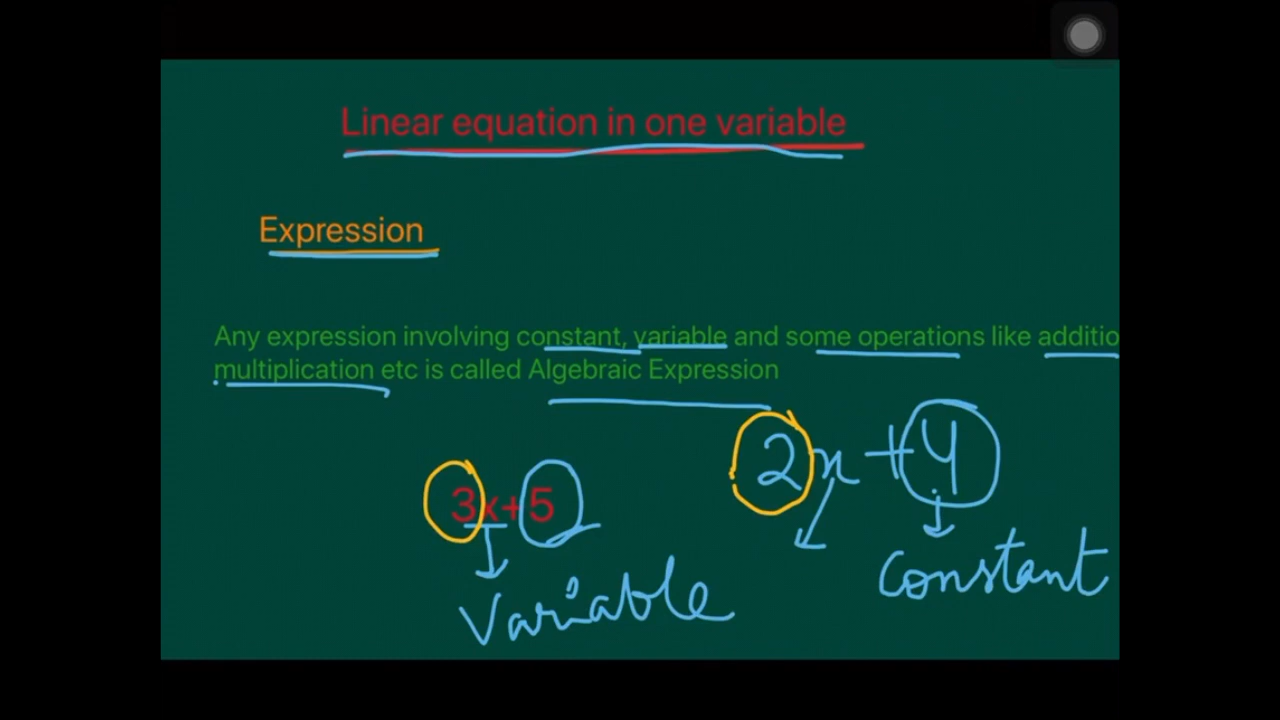 Linear equation in one variable
Expression
Any expression involving constant, variable and some operations like additio
multiplication etc is called Algebraic Expression
2x+4
3x+5
constant
Variable